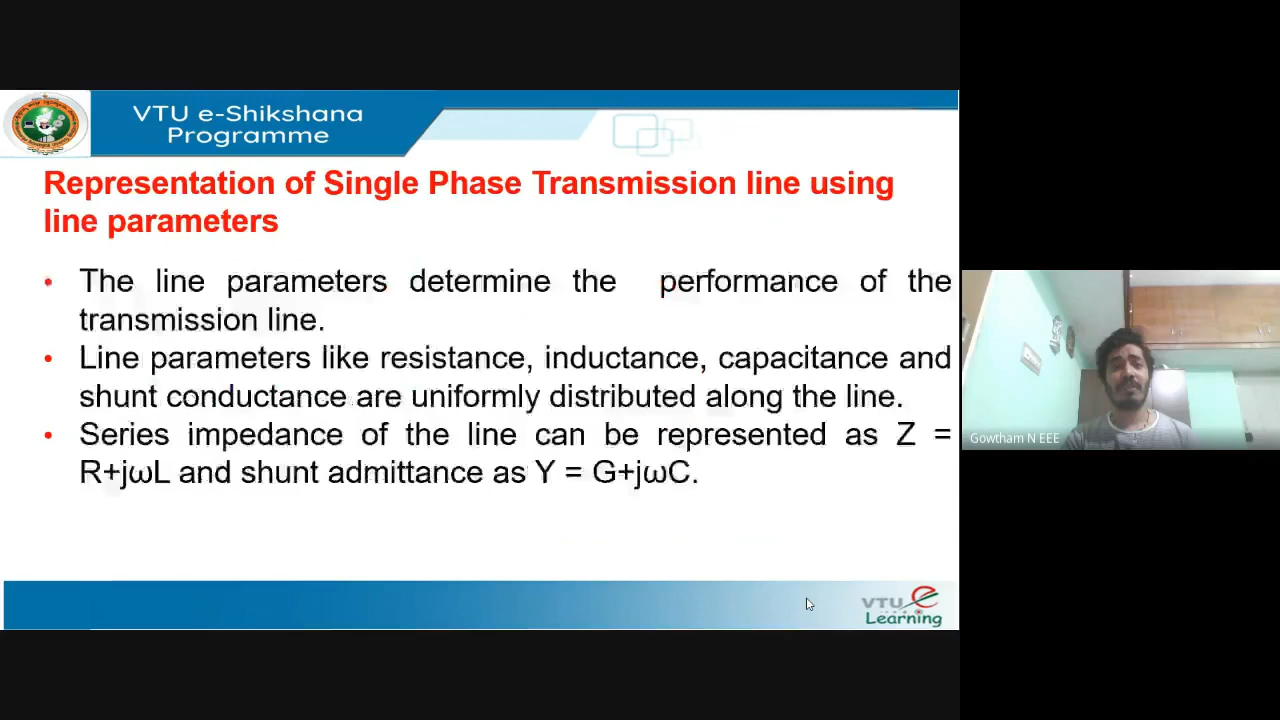 VTU e-Shikshana
Programme
Representation of Single Phase Transmission line using
line parameters
• The line parameters determine the performance of the
transmission line.
• Line parameters like resistance, inductance, capacitance and
shunt conductance are uniformly distributed along the line.
• Series impedance of the line can be represented as Z =
R+jωL and shunt admittance as Y = G+jωC.
Gowtham N EEE
VTU e
Learning